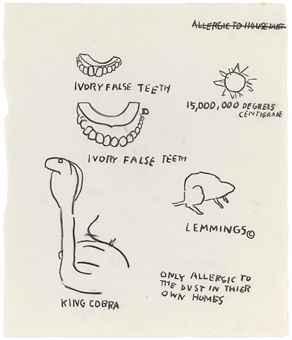 ALLERGIC TO HOUSE DUST
IVORY FALSE TEETH
15,000,000 DEGREES
CENTIGRADE
IVORY FALSE TEETH
LEMMINGS©
KING COBRA
ONLY ALLERGIC TO
THE DUST IN THIER
OWN HOMES